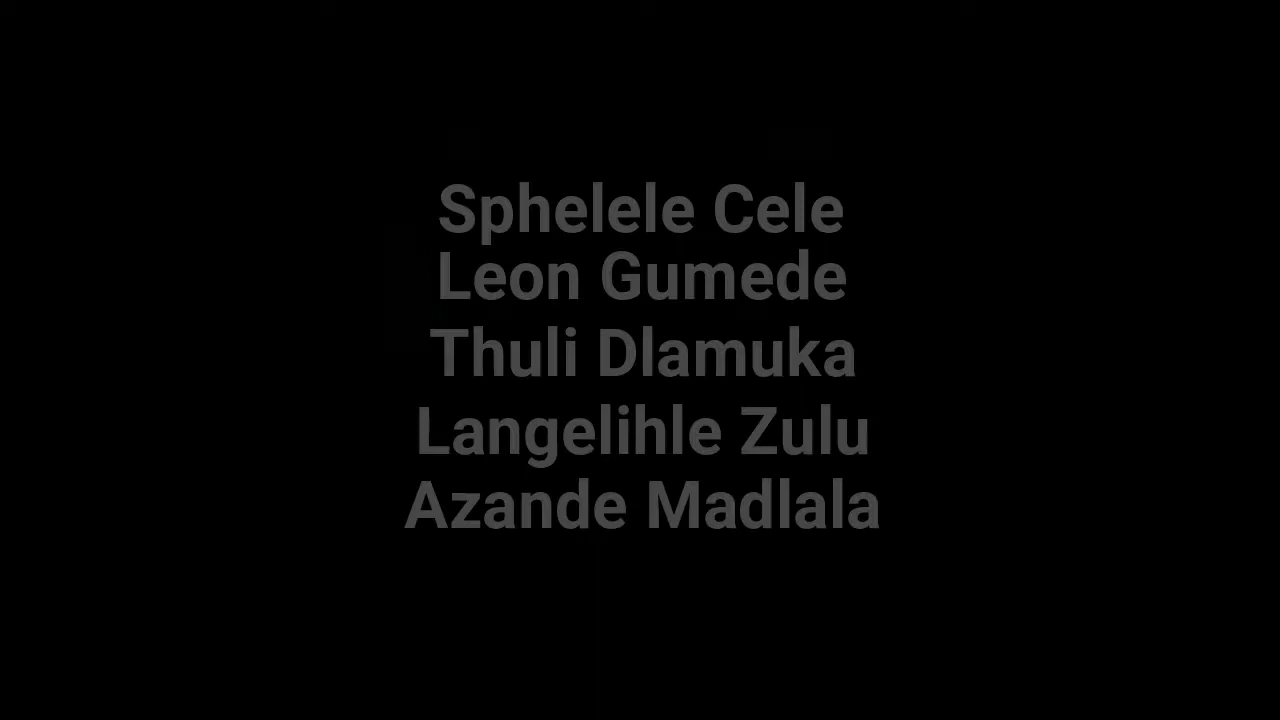 Sphelele Cele
Leon Gumede
Thuli Dlamuka
Langelihle Zulu
Azande Madlala